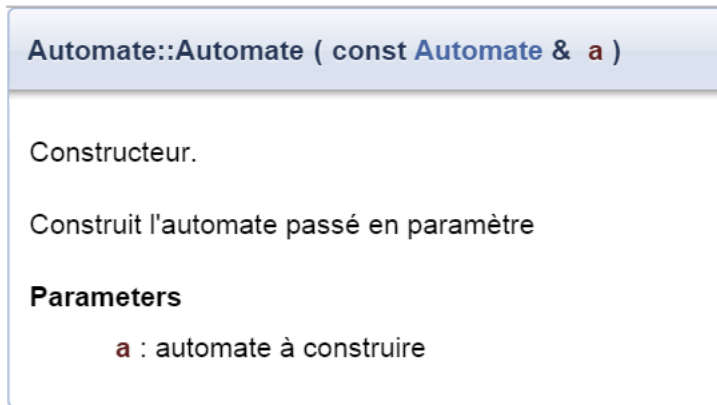 Automate::Automate ( const Automate & a )
Constructeur.
Construit l'automate passé en paramètre
Parameters
a : automate à construire